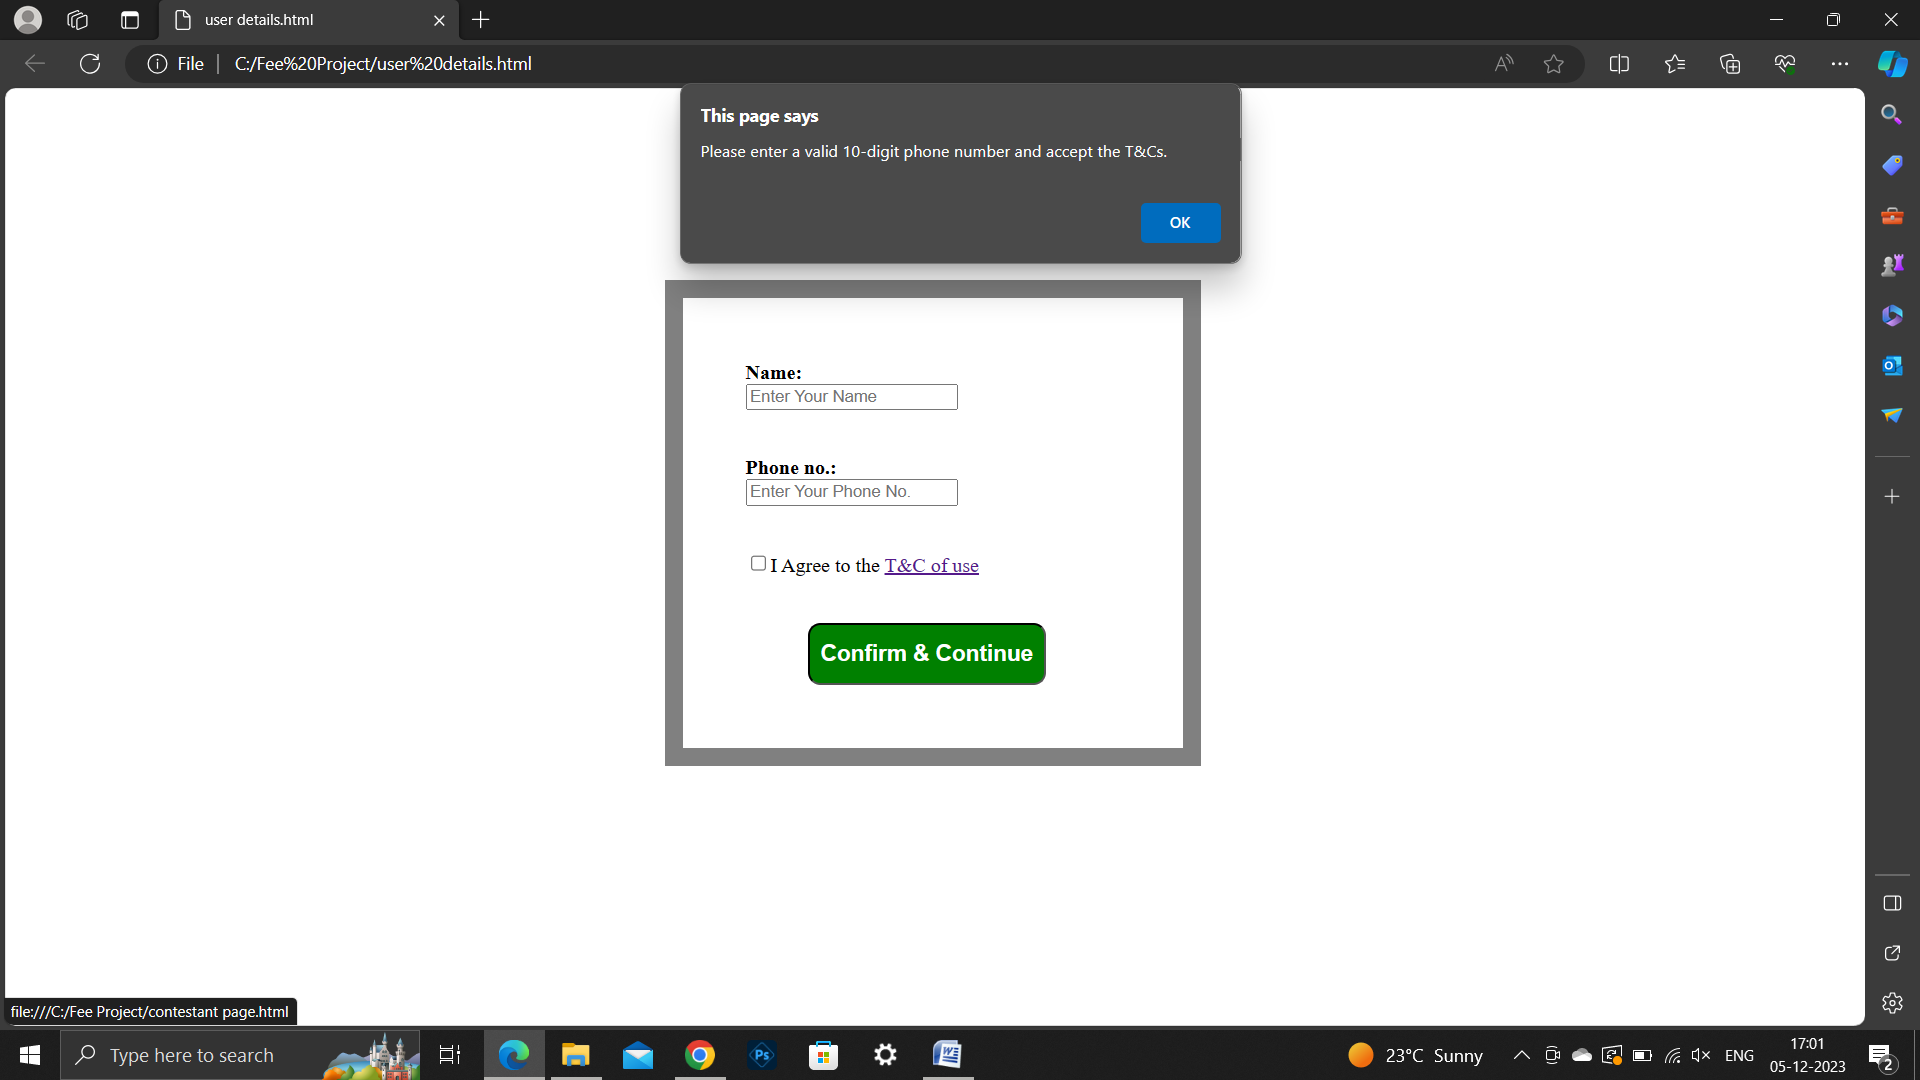 user details.html
File
C:/Fee%20Project/user%20details.html
This page says
Please enter a valid 10-digit phone number and accept the T&Cs.
OK
Name:
Enter Your Name
Phone no.:
Enter Your Phone No.
I Agree to the T&C of use
Confirm & Continue
file:///C:/Fee Project/contestant page.html
Type here to search
Ps
23°C Sunny
ENG
17:01
05-12-2023
2